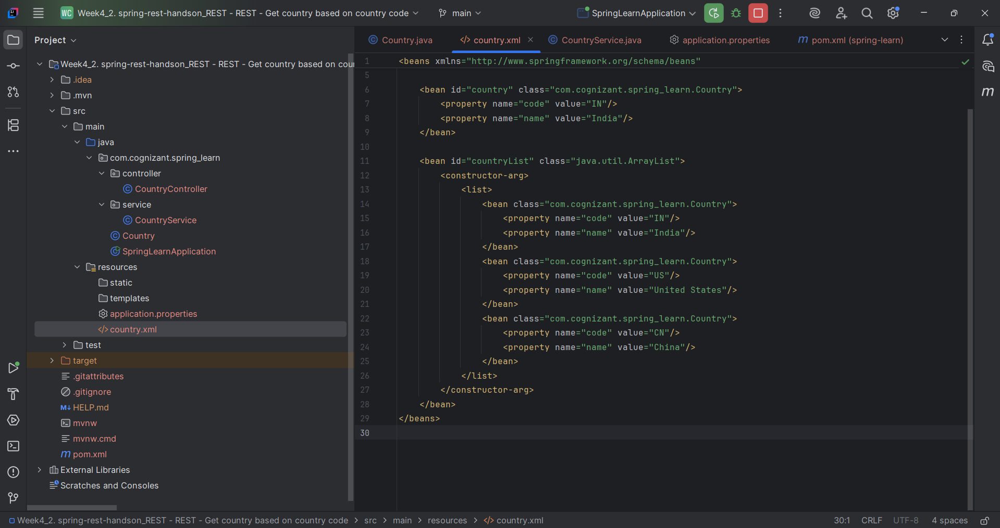 WC Week4_2. spring-rest-handson_REST - REST - Get country based on country code main SpringLearnApplication
Project
Week4_2. spring-rest-handson_REST - REST - Get country based on cou
.idea
.mvn
src
main
java
com.cognizant.spring_learn
controller
CountryController
service
CountryService
Country
SpringLearnApplication
resources
static
templates
application.properties
country.xml
test
target
.gitattributes
.gitignore
HELP.md
mvnw
mvnw.cmd
pom.xml
External Libraries
Scratches and Consoles
Country.java country.xml CountryService.java application.properties pom.xml (spring-learn)
1 <beans xmlns="http://www.springframework.org/schema/beans"
5
6 <bean id="country" class="com.cognizant.spring_learn.Country">
7 <property name="code" value="IN"/>
8 <property name="name" value="India"/>
9 </bean>
10
11 <bean id="countryList" class="java.util.ArrayList">
12 <constructor-arg>
13 <list>
14 <bean class="com.cognizant.spring_learn.Country">
15 <property name="code" value="IN"/>
16 <property name="name" value="India"/>
17 </bean>
18 <bean class="com.cognizant.spring_learn.Country">
19 <property name="code" value="US"/>
20 <property name="name" value="United States"/>
21 </bean>
22 <bean class="com.cognizant.spring_learn.Country">
23 <property name="code" value="CN"/>
24 <property name="name" value="China"/>
25 </bean>
26 </list>
27 </constructor-arg>
28 </bean>
29 </beans>
30
Week4_2. spring-rest-handson_REST - REST - Get country based on country code > src > main > resources > country.xml 30:1 CRLF UTF-8 4 spaces